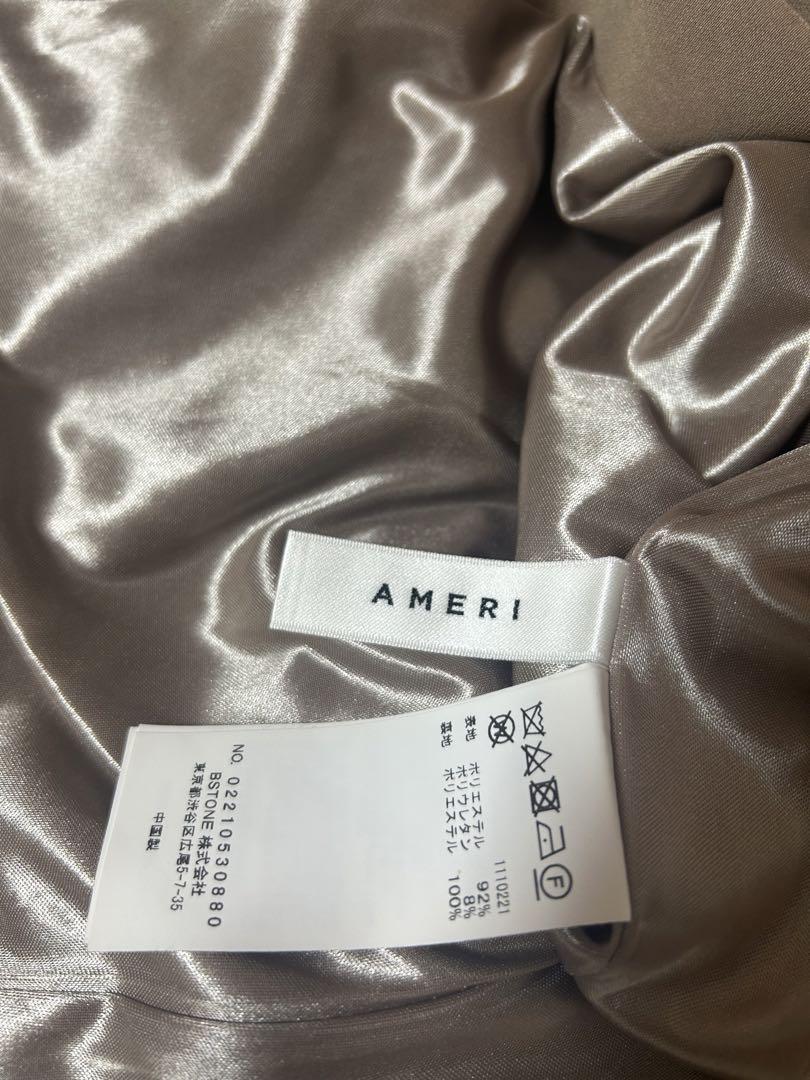 AMERI
1110221
表地 ポリエステル 92%
ポリウレタン 8%
裏地 ポリエステル 100%
F
NO. 02210530880
BSTONE 株式会社
東京都渋谷区広尾5-7-35
中国製